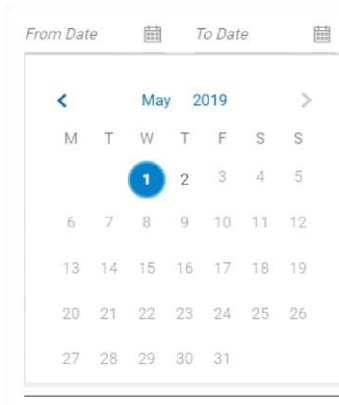 From Date To Date
May 2019
M T W T F S S
1 2 3 4 5
6 7 8 9 10 11 12
13 14 15 16 17 18 19
20 21 22 23 24 25 26
27 28 29 30 31